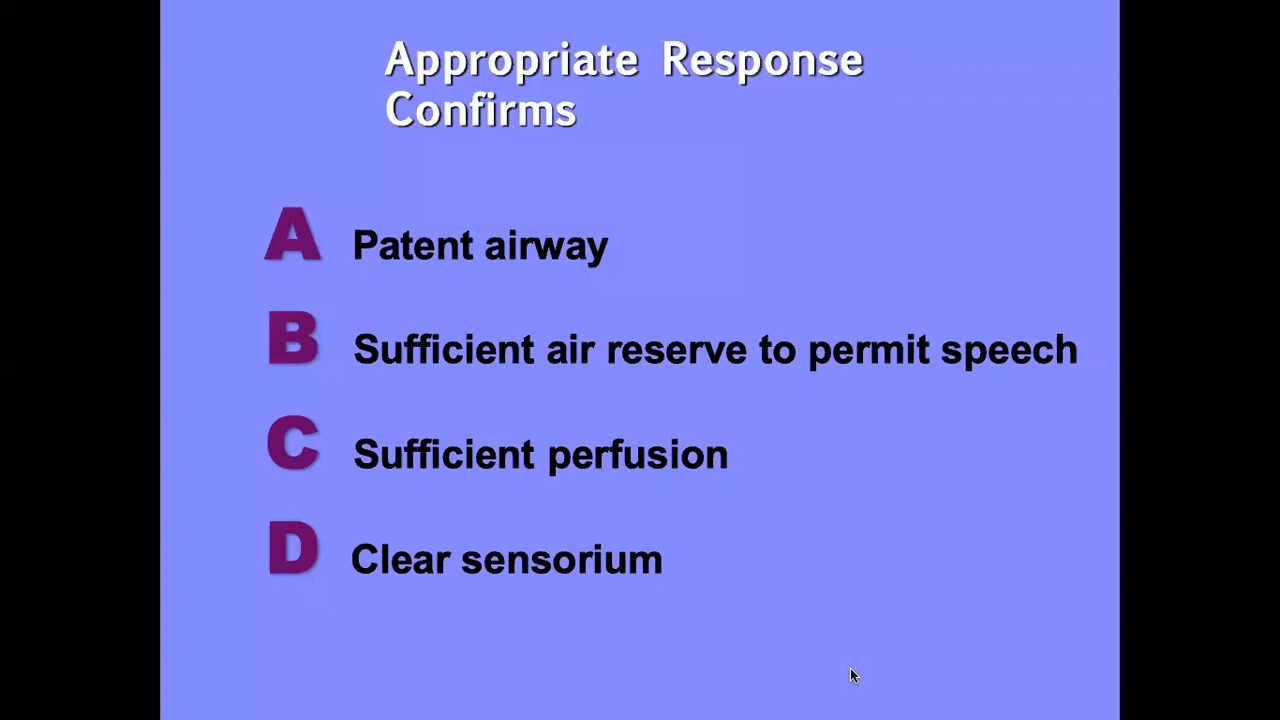 Appropriate Response
Confirms
A Patent airway
B Sufficient air reserve to permit speech
C Sufficient perfusion
D Clear sensorium